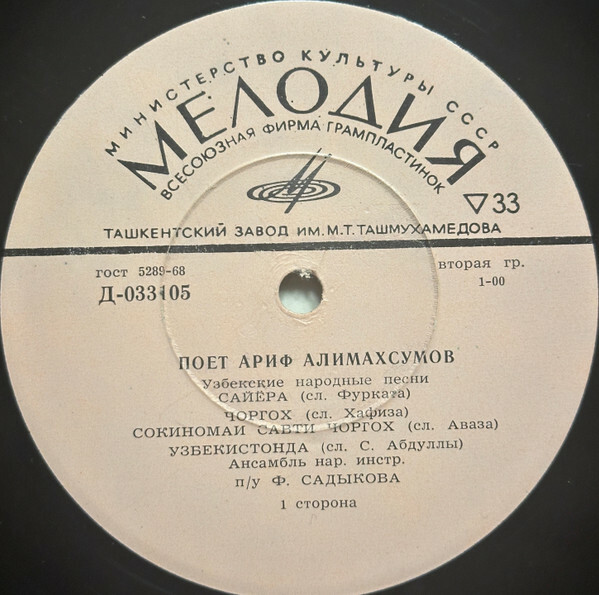 МИНИСТЕРСТВО КУЛЬТУРЫ СССР
МЕЛОДИЯ
ВСЕСОЮЗНАЯ ФИРМА ГРАМПЛАСТИНОК
▽33
ТАШКЕНТСКИЙ ЗАВОД ИМ. М. Т. ТАШМУХАМЕДОВА
гост 5289-68
вторая гр.
Д-033105
1-00
ПОЕТ АРИФ АЛИМАХСУМОВ
Узбекские народные песни
САЙЁРА (сл. Фурката)
ЧОРГОХ (сл. Хафиза)
СОКИНОМАИ САВТИ ЧОРГОХ (сл. Аваза)
УЗБЕКИСТОНДА (сл. С. Абдуллы)
Ансамбль нар. инстр.
п/у Ф. САДЫКОВА
1 сторона